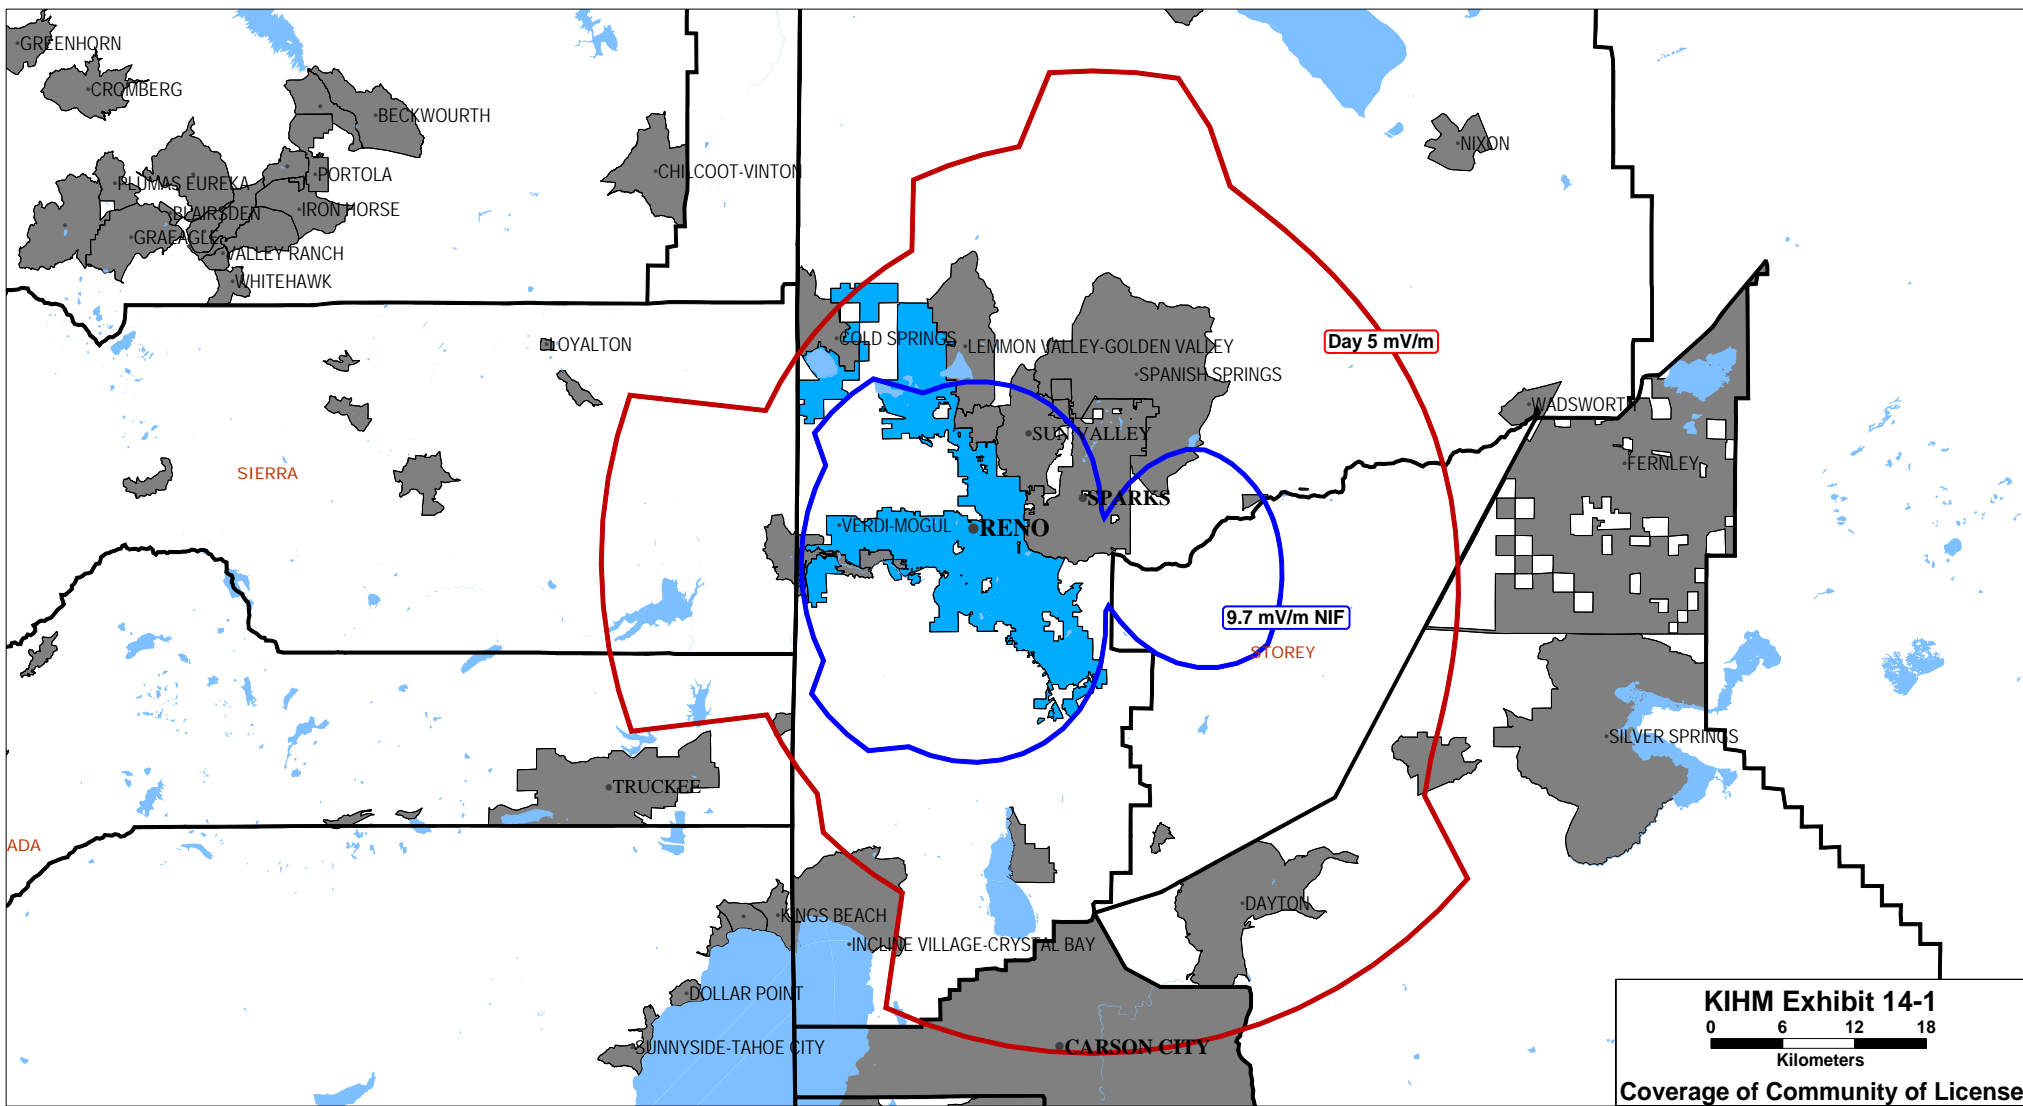 GREENHORN
CROMBERG
BECKWOURTH
NIXON
CHILCOOT-VINTON
PORTOLA
PLUMAS EUREKA
IRON HORSE
BLAIRSDEN
GRAEAGLE
VALLEY RANCH
WHITEHAWK
COLD SPRINGS
Day 5 mV/m
LOYALTON
LEMMON VALLEY-GOLDEN VALLEY
SPANISH SPRINGS
WADSWORTH
SUN VALLEY
FERNLEY
SIERRA
SPARKS
VERDI-MOGUL
RENO
9.7 mV/m NIF
STOREY
SILVER SPRINGS
TRUCKEE
ADA
DAYTON
KINGS BEACH
INCLINE VILLAGE-CRYSTAL BAY
DOLLAR POINT
SUNNYSIDE-TAHOE CITY
CARSON CITY
KIHM Exhibit 14-1
0 6 12 18
Kilometers
Coverage of Community of License